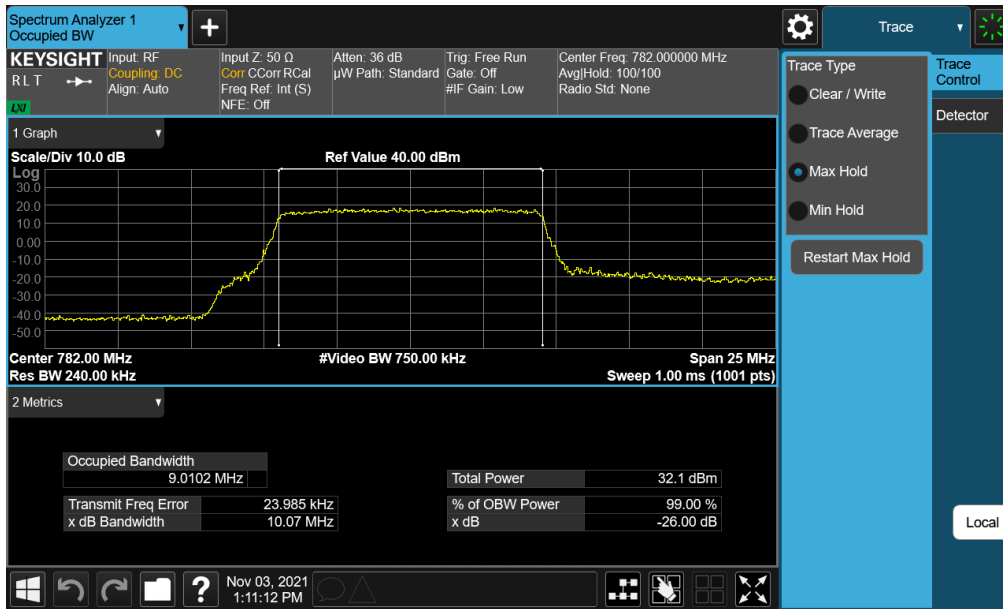 Spectrum Analyzer 1
Occupied BW
+
Trace
KEYSIGHT
R L T
LXI
Input: RF
Coupling: DC
Align: Auto
Input Z: 50 Ω
Corr CCorr RCal
Freq Ref: Int (S)
NFE: Off
Atten: 36 dB
µW Path: Standard
Trig: Free Run
Gate: Off
#IF Gain: Low
Center Freq: 782.000000 MHz
Avg|Hold: 100/100
Radio Std: None
1 Graph
Scale/Div 10.0 dB
Ref Value 40.00 dBm
Log
30.0
20.0
10.0
0.00
-10.0
-20.0
-30.0
-40.0
-50.0
Center 782.00 MHz
#Video BW 750.00 kHz
Span 25 MHz
Res BW 240.00 kHz
Sweep 1.00 ms (1001 pts)
2 Metrics
Occupied Bandwidth
9.0102 MHz
Total Power 32.1 dBm
Transmit Freq Error 23.985 kHz
% of OBW Power 99.00 %
x dB Bandwidth 10.07 MHz
x dB -26.00 dB
Trace Type
Clear / Write
Trace Average
Max Hold
Min Hold
Restart Max Hold
Trace
Control
Detector
Local
?
Nov 03, 2021
1:11:12 PM